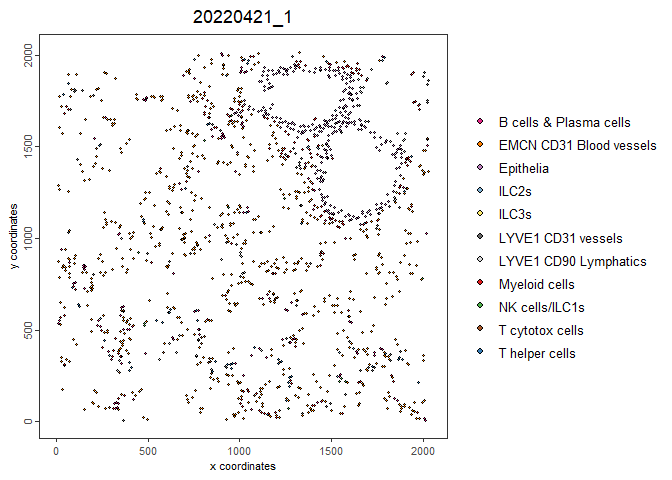 20220421_1
2000
1500
1000
500
0
y coordinates
0 500 1000 1500 2000
x coordinates
B cells & Plasma cells
EMCN CD31 Blood vessels
Epithelia
ILC2s
ILC3s
LYVE1 CD31 vessels
LYVE1 CD90 Lymphatics
Myeloid cells
NK cells/ILC1s
T cytotox cells
T helper cells